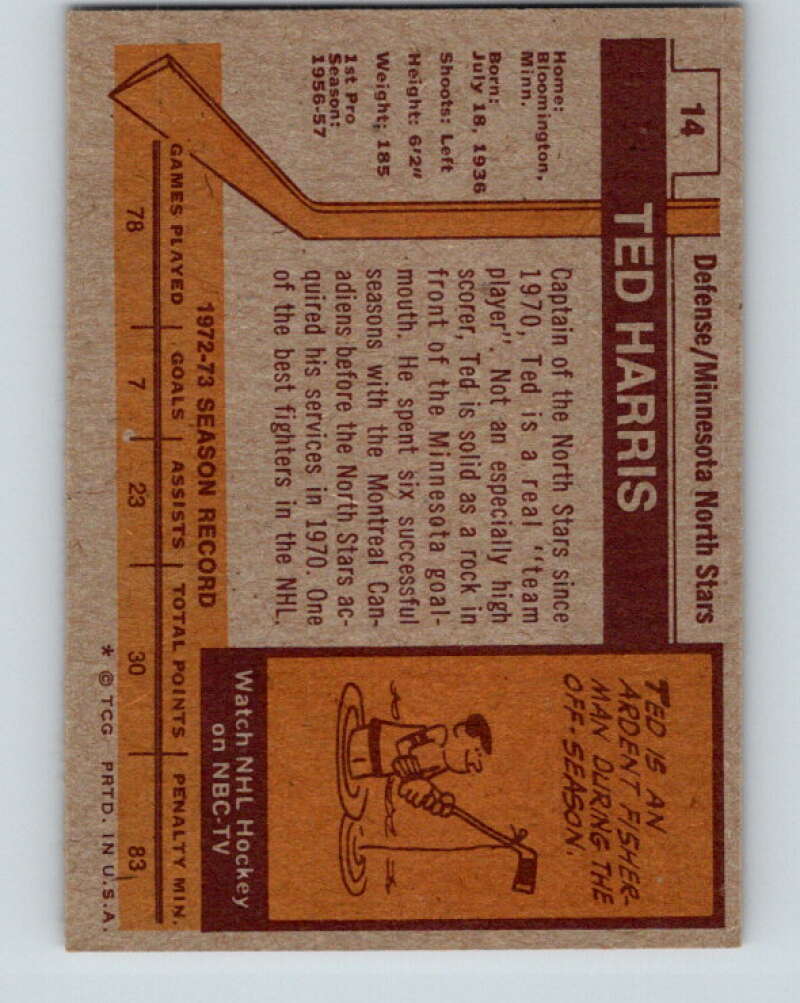 14
Defense/Minnesota North Stars
TED HARRIS
Home:
Bloomington,
Minn.
Born:
July 18, 1936
Shoots: Left
Height: 6'2"
Weight; 185
1st Pro
Season:
1956-57
Captain of the North Stars since
1970, Ted is a real "team
player". Not an especially high
scorer, Ted is solid as a rock in
front of the Minnesota goal-
mouth. He spent six successful
seasons with the Montreal Can-
adiens before the North Stars ac-
quired his services in 1970. One
of the best fighters in the NHL.
TED IS AN
ARDENT FISHER-
MAN DURING THE
OFF-SEASON.
Watch NHL Hockey
on NBC-TV
1972-73 SEASON RECORD
GAMES PLAYED | GOALS | ASSISTS | TOTAL POINTS | PENALTY MIN.
78 7 23 30 83
* © TCG PRTD. IN U.S.A.